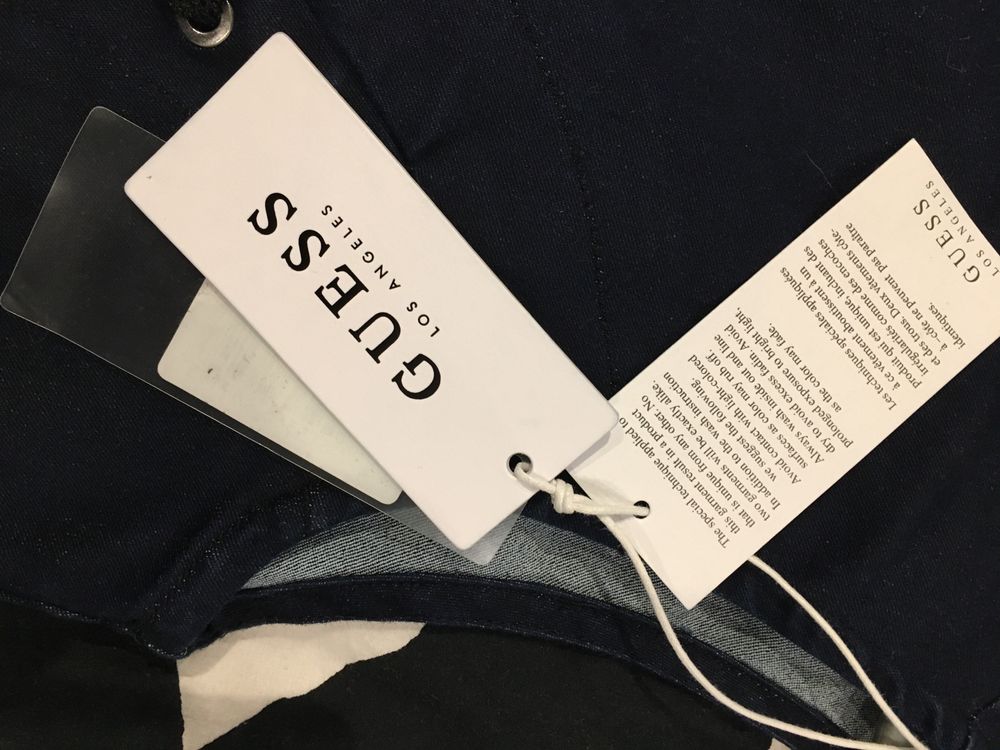 GUESS
LOS ANGELES
GUESS
LOS ANGELES
The special technique applied to
this garment result in a product
that is unique from any other. No
two garments will be exactly alike.
In addition to the wash instruction
we suggest the following:
Avoid contact with light-colored
surfaces as color may rub off.
Always wash inside out and line
dry to avoid excess fadin. Avoid
prolonged exposure to bright light,
as the color may fade.
Les techniques spéciales appliquées
à ce vêtement aboutissent à un
produit qui est unique, incluant des
irrégularités comme des encoches
et des trous. Deux vêtements côte-
à-côte ne peuvent pas paraître
identiques.